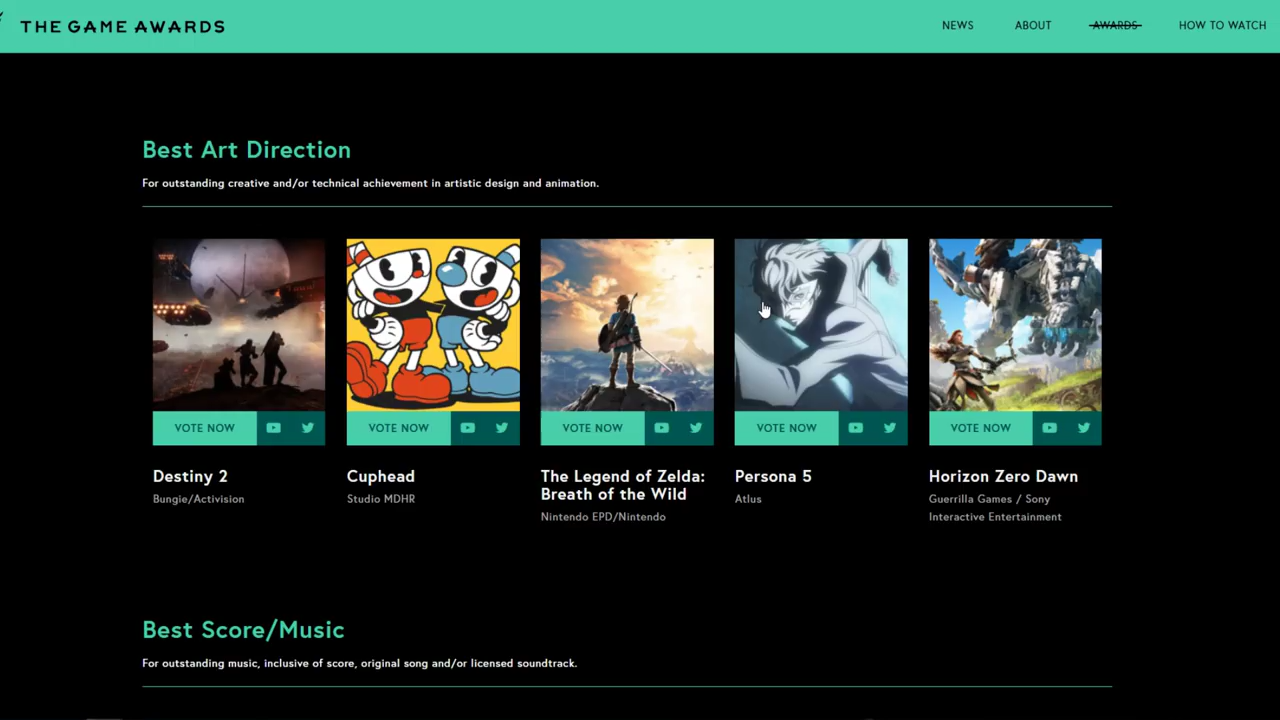 THE GAME AWARDS
NEWS
ABOUT
AWARDS
HOW TO WATCH
Best Art Direction
For outstanding creative and/or technical achievement in artistic design and animation.
VOTE NOW
VOTE NOW
VOTE NOW
VOTE NOW
VOTE NOW
Destiny 2
Bungie/Activision
Cuphead
Studio MDHR
The Legend of Zelda:
Breath of the Wild
Nintendo EPD/Nintendo
Persona 5
Atlus
Horizon Zero Dawn
Guerrilla Games / Sony
Interactive Entertainment
Best Score/Music
For outstanding music, inclusive of score, original song and/or licensed soundtrack.